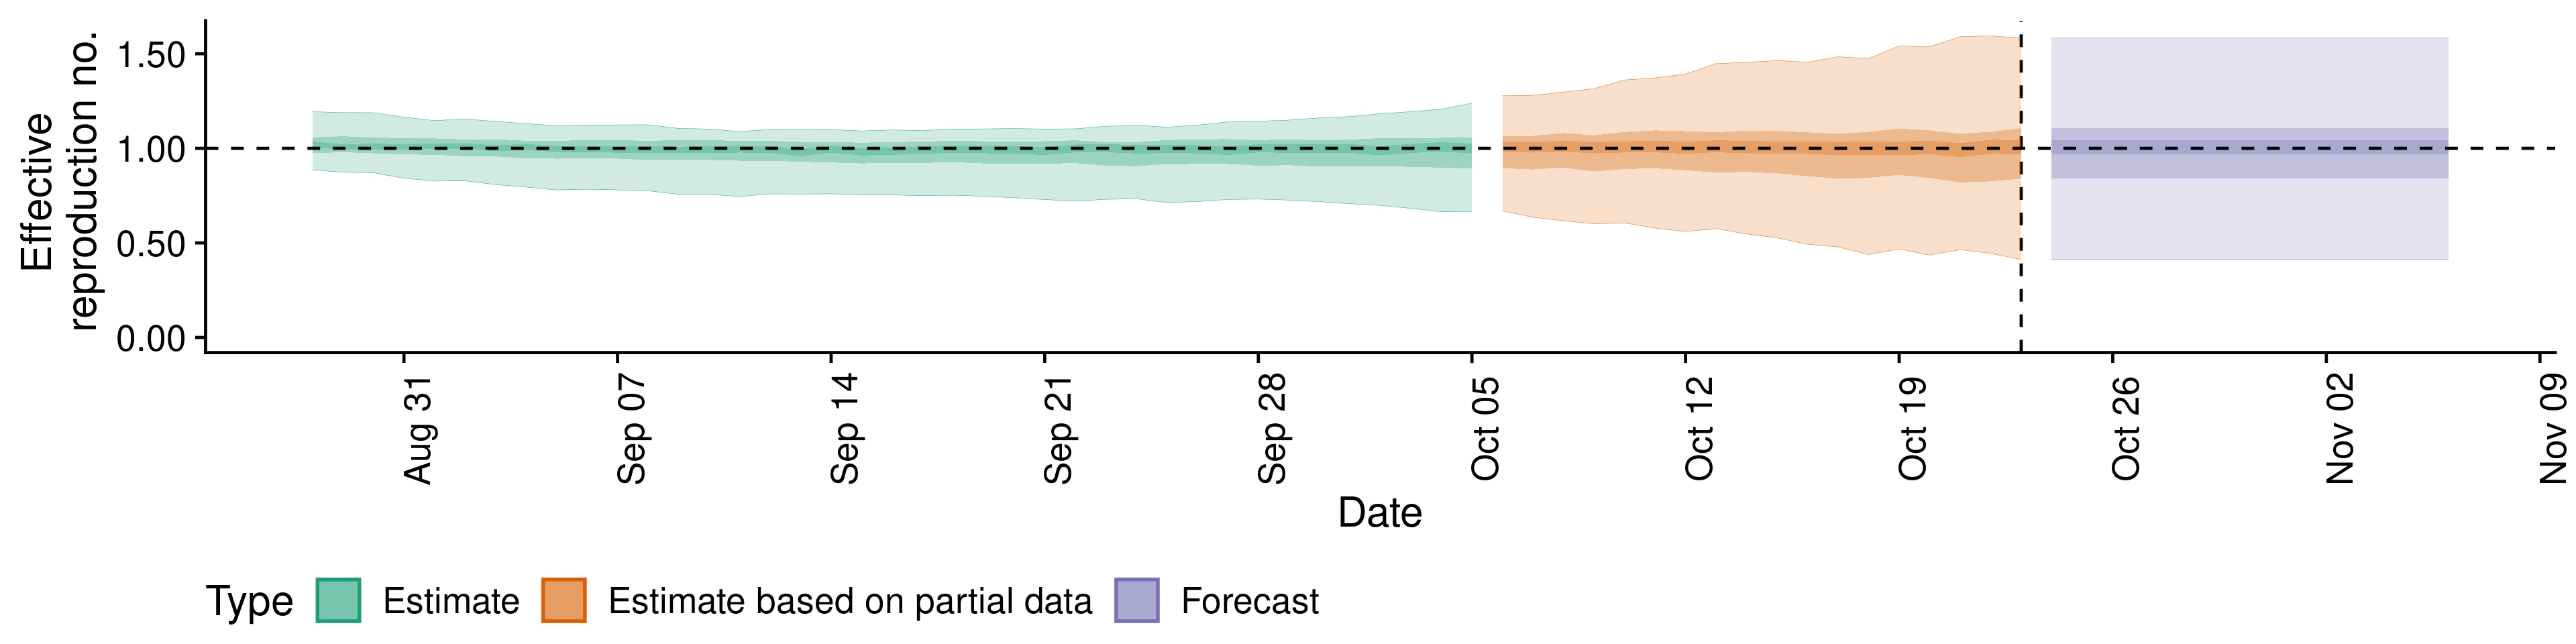 Effective
reproduction no.
1.50
1.00
0.50
0.00
Aug 31
Sep 07
Sep 14
Sep 21
Sep 28
Oct 05
Oct 12
Oct 19
Oct 26
Nov 02
Nov 09
Date
Type Estimate Estimate based on partial data Forecast